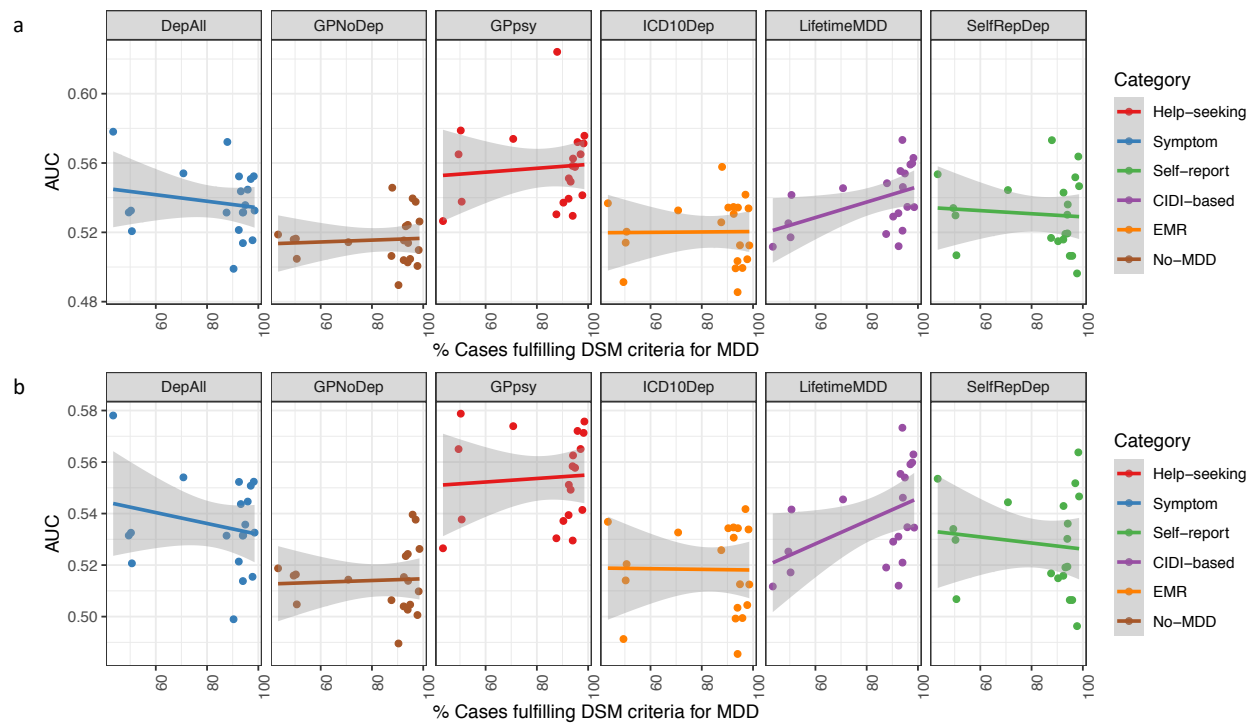 a
DepAll GPNoDep GPpsy ICD10Dep LifetimeMDD SelfRepDep
AUC
0.60
0.56
0.52
0.48
60 80 100 60 80 100 60 80 100 60 80 100 60 80 100 60 80 100
% Cases fulfilling DSM criteria for MDD
Category
Help−seeking
Symptom
Self−report
CIDI−based
EMR
No−MDD
b
DepAll GPNoDep GPpsy ICD10Dep LifetimeMDD SelfRepDep
AUC
0.58
0.56
0.54
0.52
0.50
60 80 100 60 80 100 60 80 100 60 80 100 60 80 100 60 80 100
% Cases fulfilling DSM criteria for MDD
Category
Help−seeking
Symptom
Self−report
CIDI−based
EMR
No−MDD